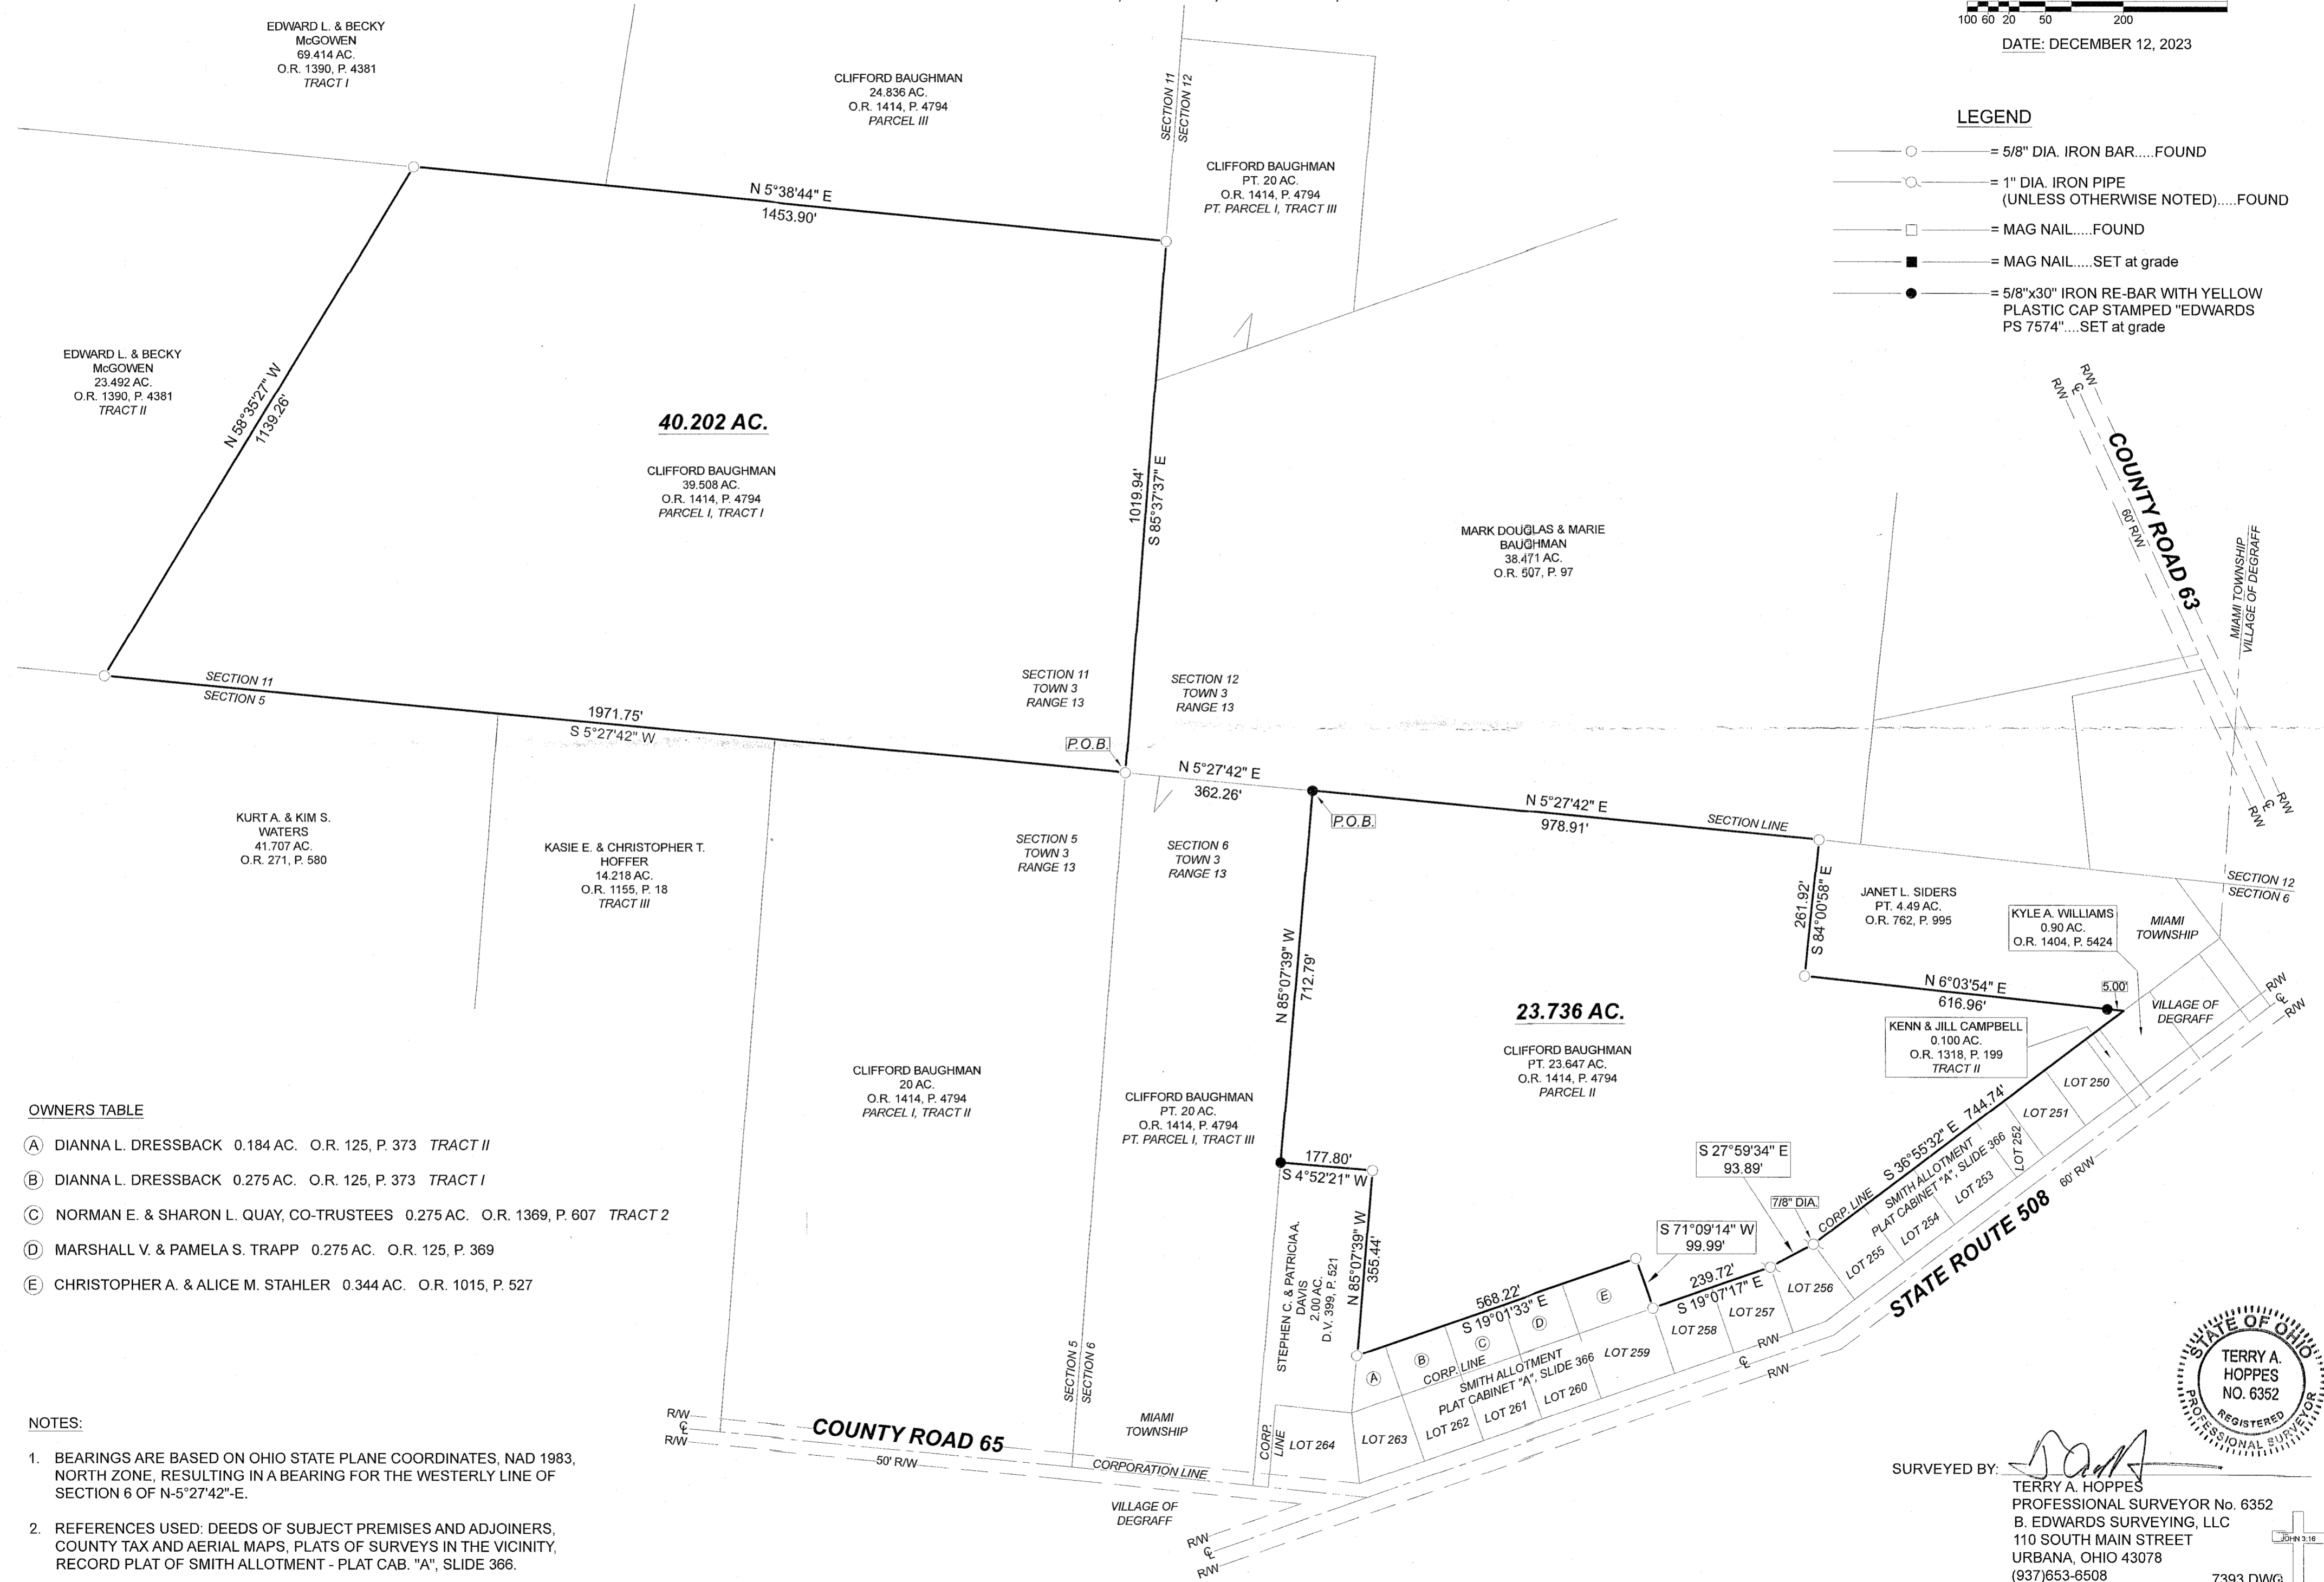 100 60 20 50 200
DATE: DECEMBER 12, 2023
LEGEND
= 5/8" DIA. IRON BAR.....FOUND
= 1" DIA. IRON PIPE
(UNLESS OTHERWISE NOTED).....FOUND
= MAG NAIL.....FOUND
= MAG NAIL.....SET at grade
= 5/8"x30" IRON RE-BAR WITH YELLOW
PLASTIC CAP STAMPED "EDWARDS
PS 7574"....SET at grade
EDWARD L. & BECKY
McGOWEN
69.414 AC.
O.R. 1390, P. 4381
TRACT I
CLIFFORD BAUGHMAN
24.836 AC.
O.R. 1414, P. 4794
PARCEL III
SECTION 11
SECTION 12
CLIFFORD BAUGHMAN
PT. 20 AC.
O.R. 1414, P. 4794
PT. PARCEL I, TRACT III
N 5°38'44" E
1453.90'
EDWARD L. & BECKY
McGOWEN
23.492 AC.
O.R. 1390, P. 4381
TRACT II
N 58°35'27" W
1139.26'
40.202 AC.
CLIFFORD BAUGHMAN
39.508 AC.
O.R. 1414, P. 4794
PARCEL I, TRACT I
1019.94'
S 85°37'37" E
MARK DOUGLAS & MARIE
BAUGHMAN
38.471 AC.
O.R. 507, P. 97
R/W
℄
R/W
COUNTY ROAD 63
60' R/W
MIAMI TOWNSHIP
VILLAGE OF DEGRAFF
R/W
℄
R/W
SECTION 11
SECTION 5
1971.75'
S 5°27'42" W
SECTION 11
TOWN 3
RANGE 13
SECTION 12
TOWN 3
RANGE 13
P.O.B.
N 5°27'42" E
362.26'
P.O.B.
N 5°27'42" E
978.91'
SECTION LINE
SECTION 12
SECTION 6
KURT A. & KIM S.
WATERS
41.707 AC.
O.R. 271, P. 580
KASIE E. & CHRISTOPHER T.
HOFFER
14.218 AC.
O.R. 1155, P. 18
TRACT III
SECTION 5
TOWN 3
RANGE 13
SECTION 6
TOWN 3
RANGE 13
261.92'
S 84°00'58" E
JANET L. SIDERS
PT. 4.49 AC.
O.R. 762, P. 995
KYLE A. WILLIAMS
0.90 AC.
O.R. 1404, P. 5424
MIAMI
TOWNSHIP
N 6°03'54" E
616.96'
5.00'
VILLAGE OF
DEGRAFF
R/W
℄
R/W
KENN & JILL CAMPBELL
0.100 AC.
O.R. 1318, P. 199
TRACT II
N 85°07'39" W
712.79'
23.736 AC.
CLIFFORD BAUGHMAN
PT. 23.647 AC.
O.R. 1414, P. 4794
PARCEL II
CLIFFORD BAUGHMAN
20 AC.
O.R. 1414, P. 4794
PARCEL I, TRACT II
CLIFFORD BAUGHMAN
PT. 20 AC.
O.R. 1414, P. 4794
PT. PARCEL I, TRACT III
177.80'
S 4°52'21" W
N 85°07'39" W
355.44'
STEPHEN C. & PATRICIA A.
DAVIS
2.00 AC.
D.V. 399, P. 521
568.22'
S 19°01'33" E
S 71°09'14" W
99.99'
239.72'
S 19°07'17" E
S 27°59'34" E
93.89'
7/8" DIA.
CORP. LINE
S 36°55'32" E 744.74'
SMITH ALLOTMENT
PLAT CABINET "A", SLIDE 366
LOT 250
LOT 251
LOT 252
LOT 253
LOT 254
LOT 255
LOT 256
LOT 257
LOT 258
LOT 259
A
B
C
D
E
CORP. LINE
SMITH ALLOTMENT
PLAT CABINET "A", SLIDE 366
LOT 260
LOT 261
LOT 262
LOT 263
LOT 264
R/W
℄
R/W
STATE ROUTE 508
60' R/W
SECTION 5
SECTION 6
CORP.
LINE
MIAMI
TOWNSHIP
R/W
℄
R/W
COUNTY ROAD 65
50' R/W
CORPORATION LINE
VILLAGE OF
DEGRAFF
R/W
℄
R/W
OWNERS TABLE
A DIANNA L. DRESSBACK 0.184 AC. O.R. 125, P. 373 TRACT II
B DIANNA L. DRESSBACK 0.275 AC. O.R. 125, P. 373 TRACT I
C NORMAN E. & SHARON L. QUAY, CO-TRUSTEES 0.275 AC. O.R. 1369, P. 607 TRACT 2
D MARSHALL V. & PAMELA S. TRAPP 0.275 AC. O.R. 125, P. 369
E CHRISTOPHER A. & ALICE M. STAHLER 0.344 AC. O.R. 1015, P. 527
NOTES:
1. BEARINGS ARE BASED ON OHIO STATE PLANE COORDINATES, NAD 1983,
NORTH ZONE, RESULTING IN A BEARING FOR THE WESTERLY LINE OF
SECTION 6 OF N-5°27'42"-E.
2. REFERENCES USED: DEEDS OF SUBJECT PREMISES AND ADJOINERS,
COUNTY TAX AND AERIAL MAPS, PLATS OF SURVEYS IN THE VICINITY,
RECORD PLAT OF SMITH ALLOTMENT - PLAT CAB. "A", SLIDE 366.
STATE OF OHIO
TERRY A.
HOPPES
NO. 6352
REGISTERED
PROFESSIONAL SURVEYOR
SURVEYED BY:
TERRY A. HOPPES
PROFESSIONAL SURVEYOR No. 6352
B. EDWARDS SURVEYING, LLC
110 SOUTH MAIN STREET
URBANA, OHIO 43078
(937)653-6508
7393.DWG
JOHN 3:16